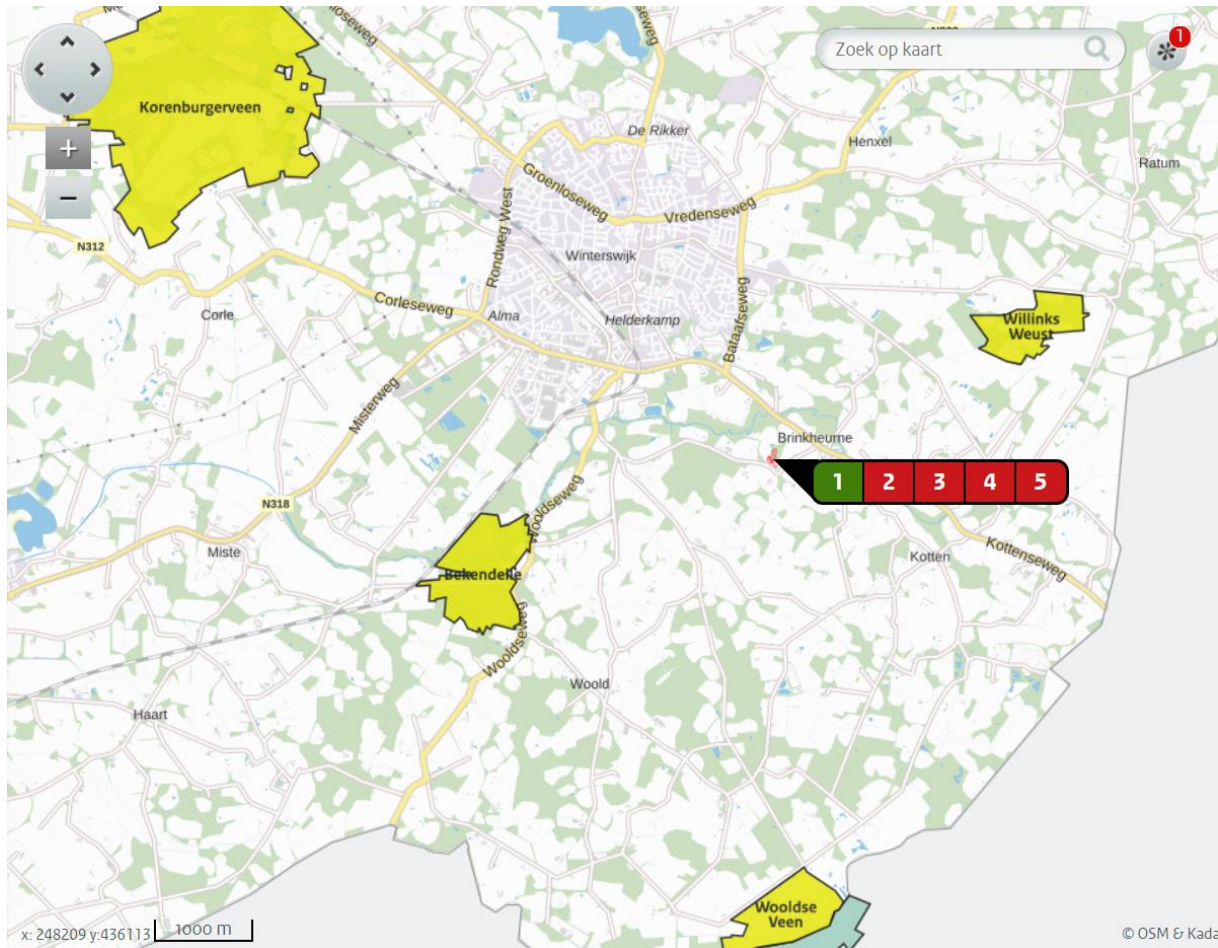 Zoek op kaart
1
Korenburgerveen
De Rikker
Henxel
Ratum
Groenloseweg
Vredenseweg
Rondweg West
Winterswijk
N312
Corleseweg
Corle
Alma
Helderkamp
Bataafseweg
Willinks
Weust
Misterweg
Brinkheurne
1 2 3 4 5
N318
Wooldseweg
Miste
Bekendelle
Kotten
Kottenseweg
Wooldseweg
Woold
Haart
Wooldse
Veen
x: 248209 y:436113
1000 m
© OSM & Kada